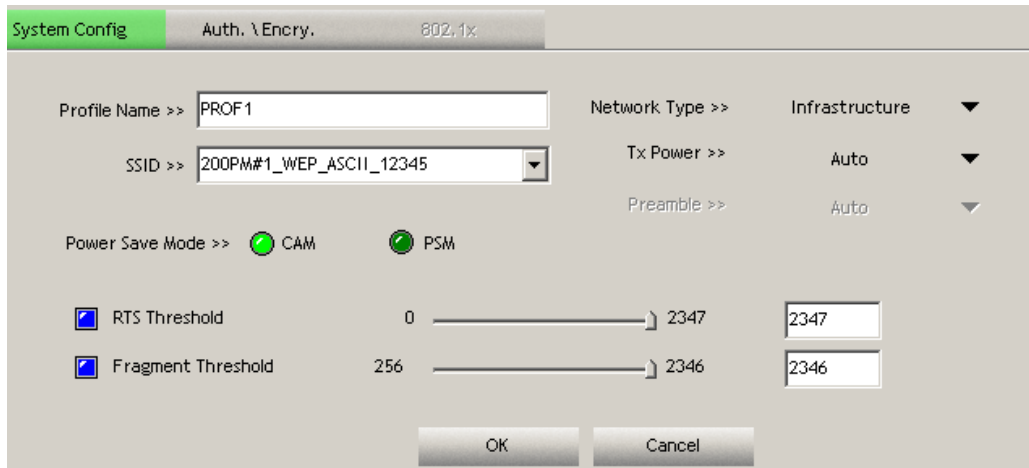 System Config Auth. \ Encry. 802.1x
Profile Name >> PROF1 Network Type >> Infrastructure
SSID >> 200PM#1_WEP_ASCII_12345 Tx Power >> Auto
Preamble >> Auto
Power Save Mode >> CAM PSM
RTS Threshold 0 2347 2347
Fragment Threshold 256 2346 2346
OK Cancel